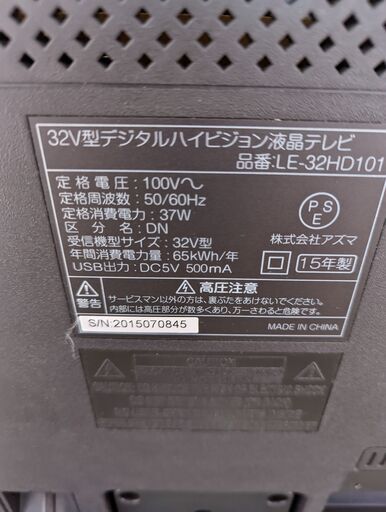 32V型デジタルハイビジョン液晶テレビ
品番:LE-32HD101
定格電圧:100V〜
定格周波数:50/60Hz
定格消費電力:37W
区分名:DN
受信機型サイズ:32V型
年間消費電力量:65kWh/年
USB出力:DC5V 500mA
PSE
株式会社アズマ
15年製
警告
高圧注意
サービスマン以外の方は、裏ぶたをあけないでください。
内部には高圧部分が数多くあり、万一さわると危険です。
S/N:2015070845
MADE IN CHINA
CAUTION